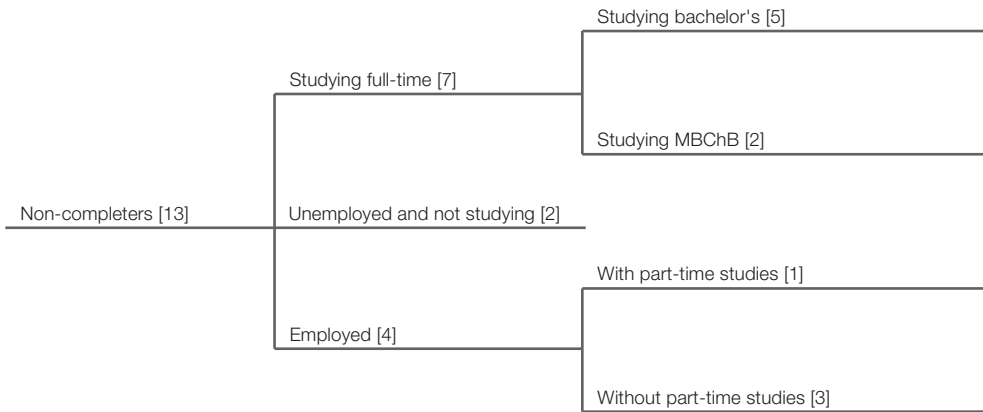 Studying bachelor's [5]
Studying full-time [7]
Studying MBChB [2]
Non-completers [13]
Unemployed and not studying [2]
With part-time studies [1]
Employed [4]
Without part-time studies [3]